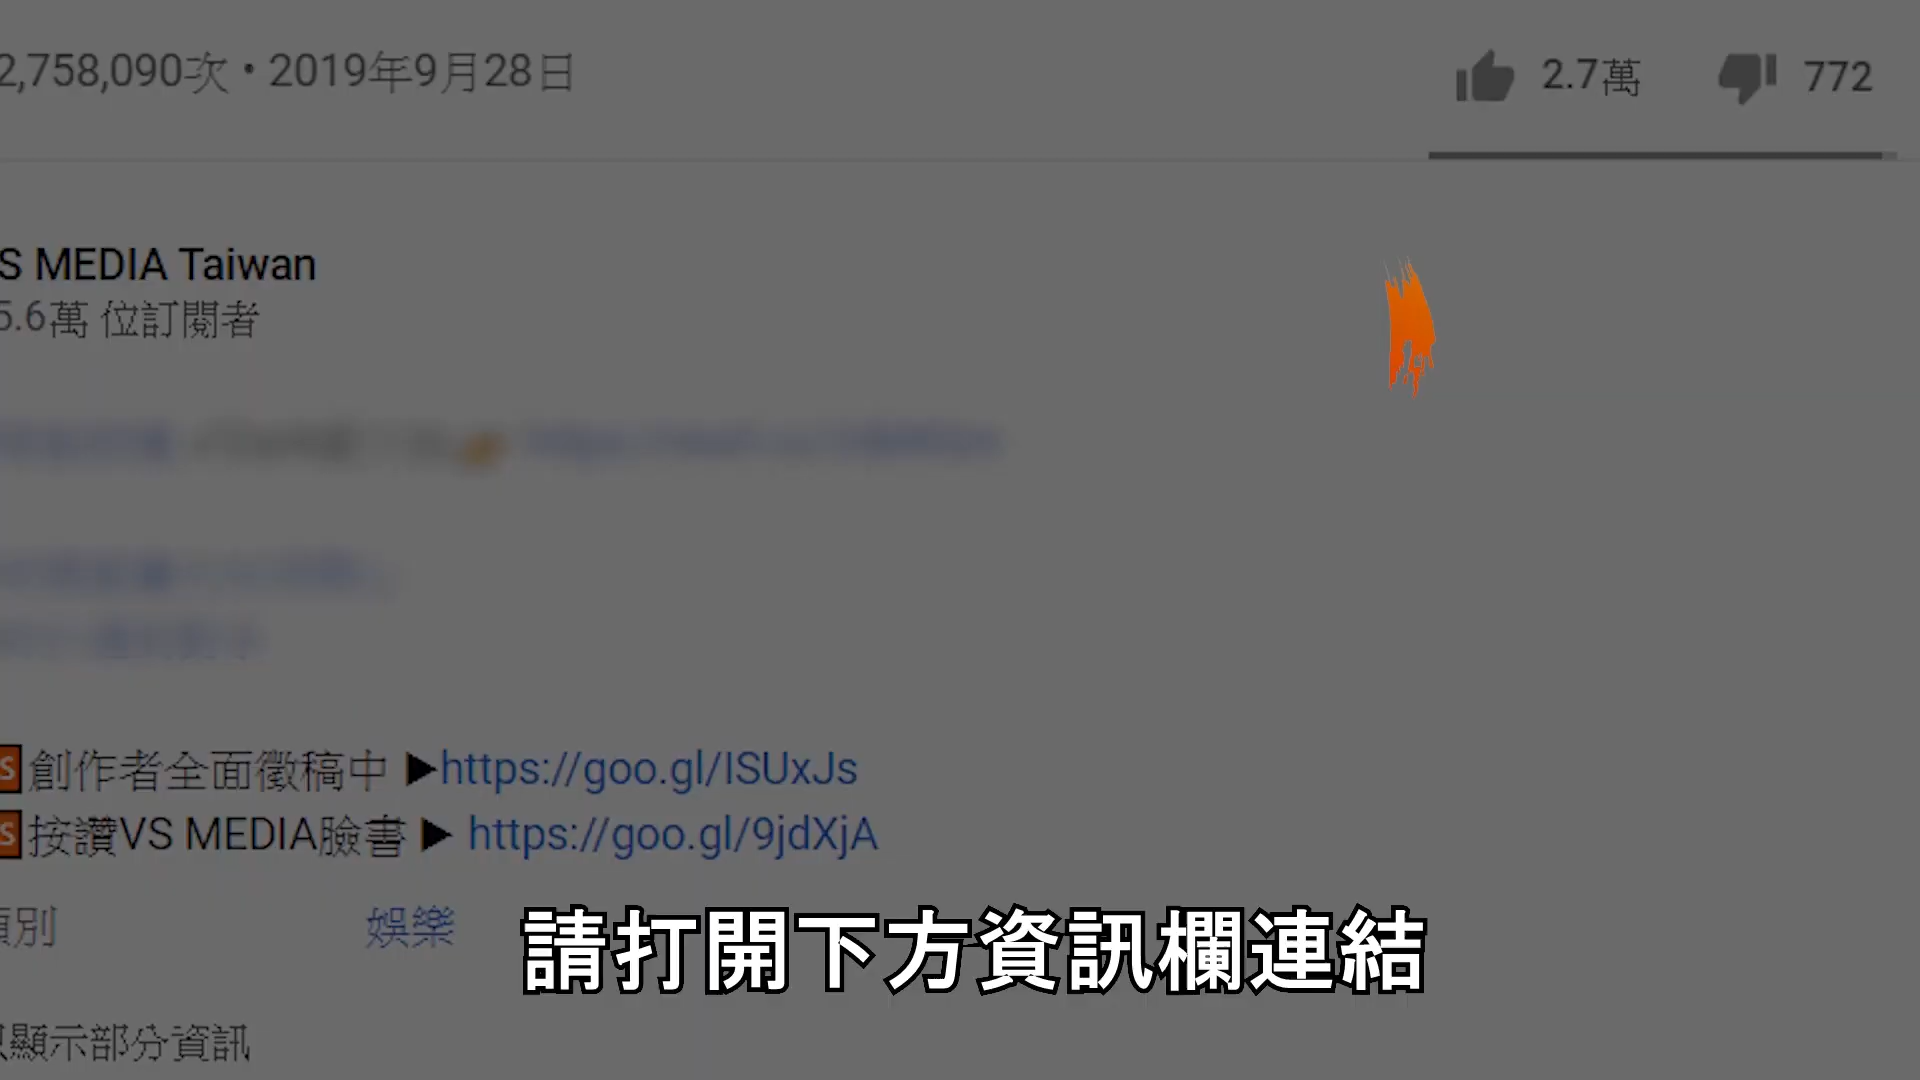 2,758,090次 • 2019年9月28日
2.7萬
772
S MEDIA Taiwan
5.6萬 位訂閱者
S 創作者全面徵稿中 ▶https://goo.gl/ISUxJs
S 按讚VS MEDIA臉書 ▶ https://goo.gl/9jdXjA
類別
娛樂
請打開下方資訊欄連結
只顯示部分資訊